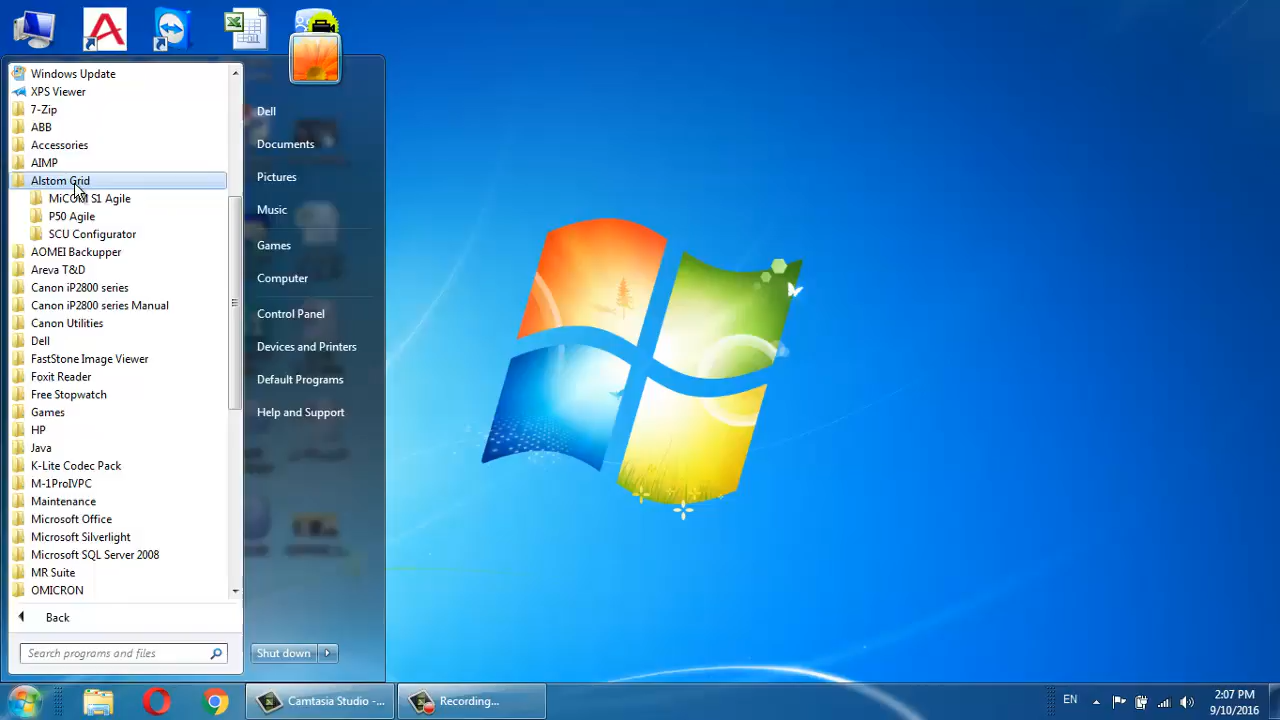 Windows Update
XPS Viewer
7-Zip
ABB
Accessories
AIMP
Alstom Grid
MiCOM S1 Agile
P50 Agile
SCU Configurator
AOMEI Backupper
Areva T&D
Canon iP2800 series
Canon iP2800 series Manual
Canon Utilities
Dell
FastStone Image Viewer
Foxit Reader
Free Stopwatch
Games
HP
Java
K-Lite Codec Pack
M-1ProIVPC
Maintenance
Microsoft Office
Microsoft Silverlight
Microsoft SQL Server 2008
MR Suite
OMICRON
Back
Search programs and files
Dell
Documents
Pictures
Music
Games
Computer
Control Panel
Devices and Printers
Default Programs
Help and Support
Shut down
Camtasia Studio -...
Recording...
EN
2:07 PM
9/10/2016